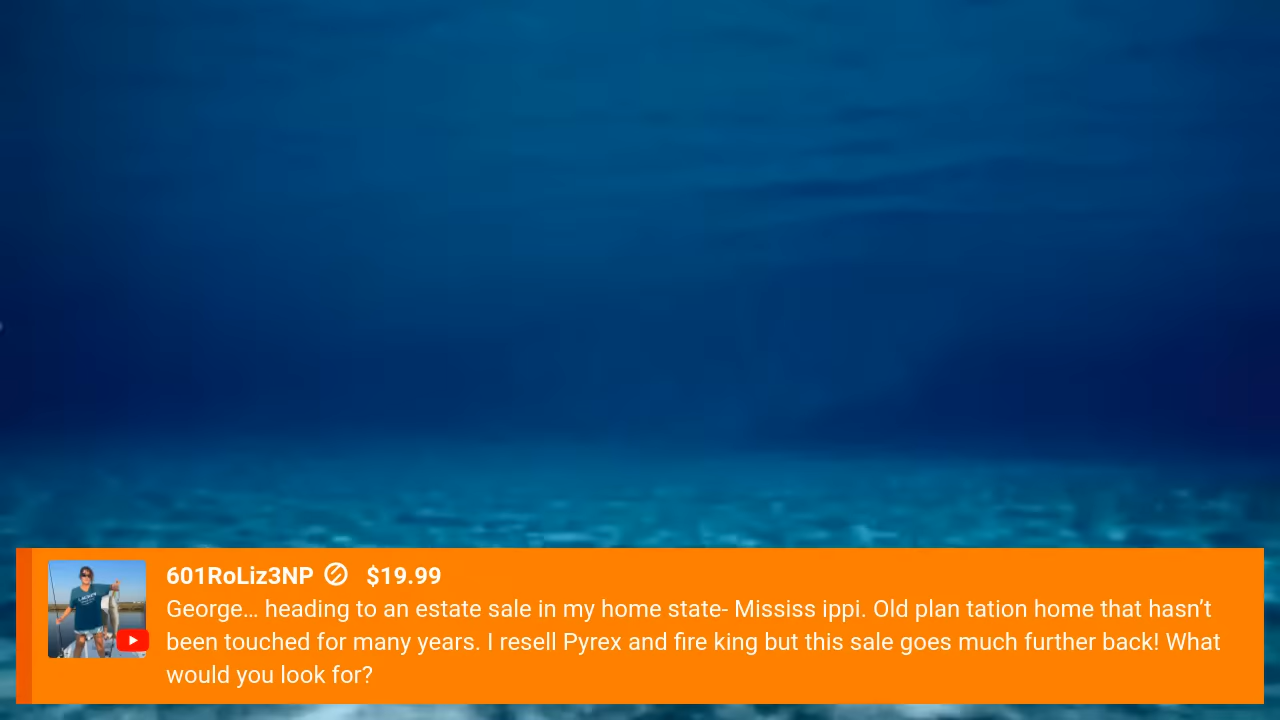 601RoLiz3NP $19.99
George... heading to an estate sale in my home state- Mississ ippi. Old plan tation home that hasn't
been touched for many years. I resell Pyrex and fire king but this sale goes much further back! What
would you look for?